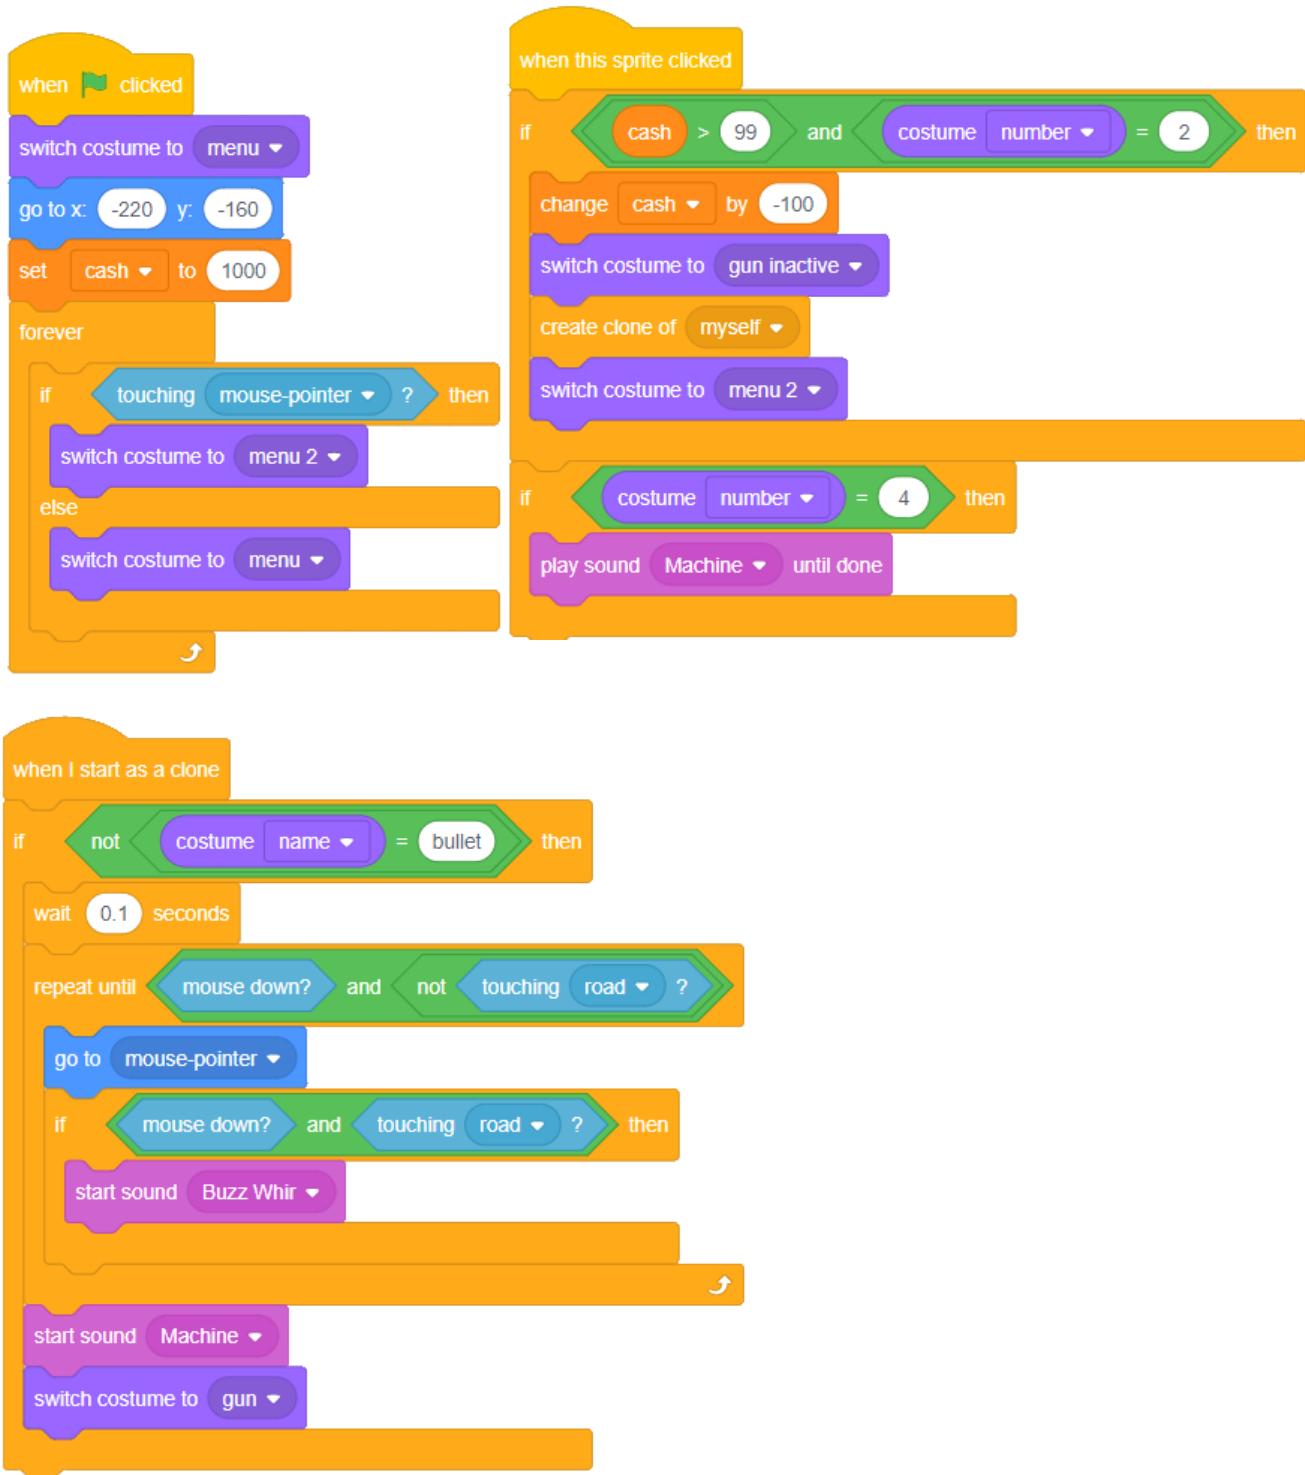 when clicked
switch costume to menu
go to x: -220 y: -160
set cash to 1000
forever
if touching mouse-pointer ? then
switch costume to menu 2
else
switch costume to menu
when this sprite clicked
if cash > 99 and costume number = 2 then
change cash by -100
switch costume to gun inactive
create clone of myself
switch costume to menu 2
if costume number = 4 then
play sound Machine until done
when I start as a clone
if not costume name = bullet then
wait 0.1 seconds
repeat until mouse down? and not touching road ?
go to mouse-pointer
if mouse down? and touching road ? then
start sound Buzz Whir
start sound Machine
switch costume to gun